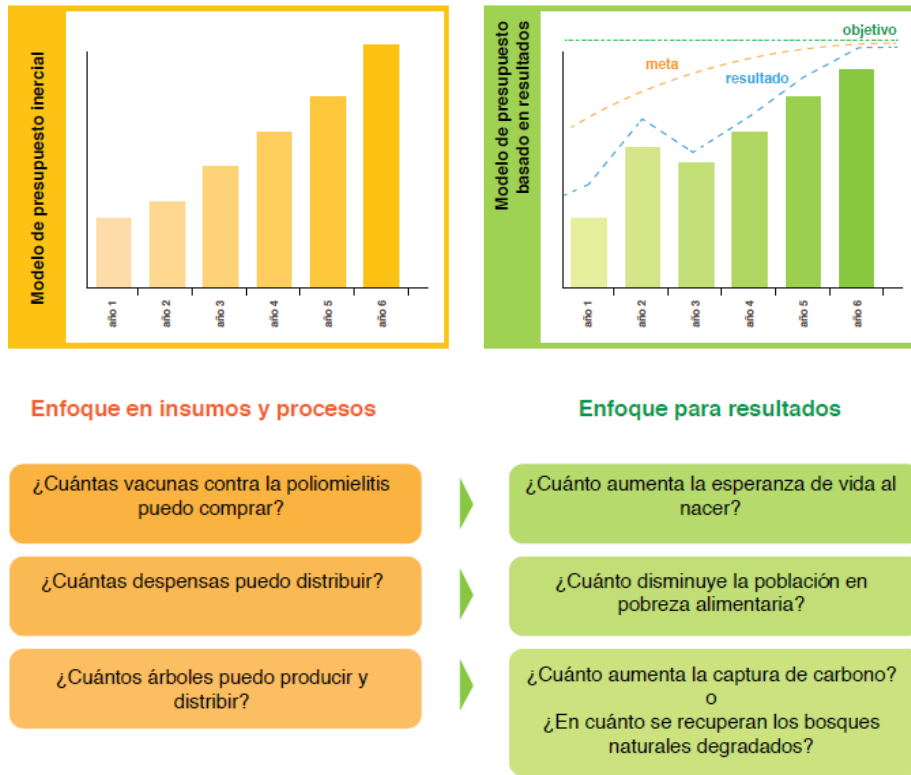 Modelo de presupuesto inercial
año 1
año 2
año 3
año 4
año 5
año 6
Modelo de presupuesto
basado en resultados
objetivo
meta
resultado
año 1
año 2
año 3
año 4
año 5
año 6
Enfoque en insumos y procesos
Enfoque para resultados
¿Cuántas vacunas contra la poliomielitis
puedo comprar?
¿Cuánto aumenta la esperanza de vida al
nacer?
¿Cuántas despensas puedo distribuir?
¿Cuánto disminuye la población en
pobreza alimentaria?
¿Cuántos árboles puedo producir y
distribir?
¿Cuánto aumenta la captura de carbono?
o
¿En cuánto se recuperan los bosques
naturales degradados?